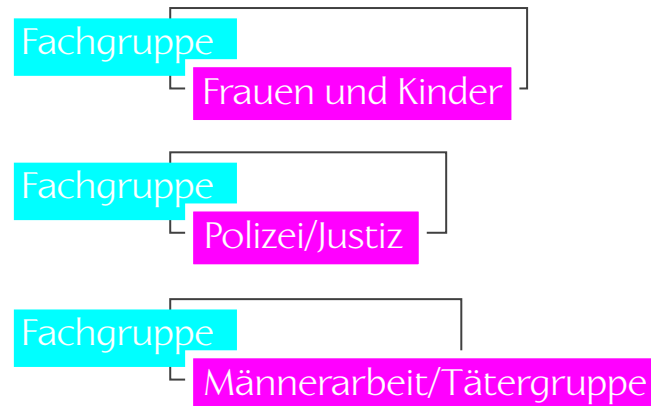 Fachgruppe
Frauen und Kinder
Fachgruppe
Polizei/Justiz
Fachgruppe
Männerarbeit/Tätergruppe